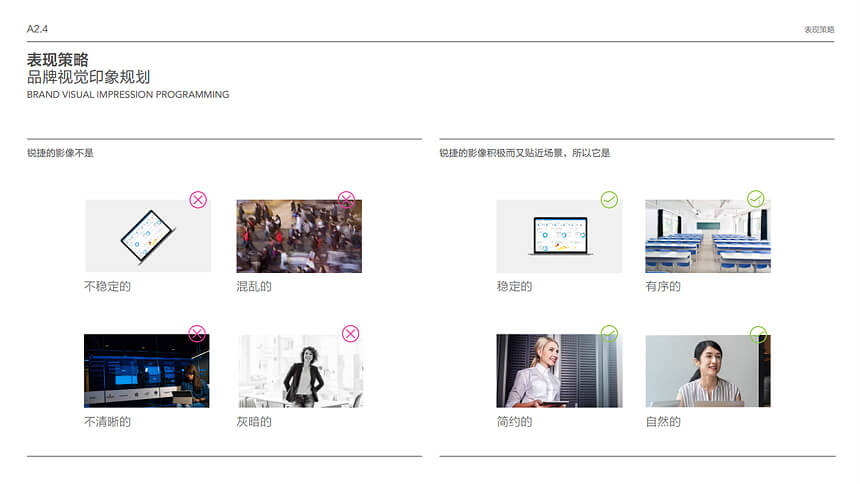 A2.4
表现策略
表现策略
品牌视觉印象规划
BRAND VISUAL IMPRESSION PROGRAMMING
锐捷的影像不是
锐捷的影像积极而又贴近场景，所以它是
不稳定的
混乱的
稳定的
有序的
不清晰的
灰暗的
简约的
自然的